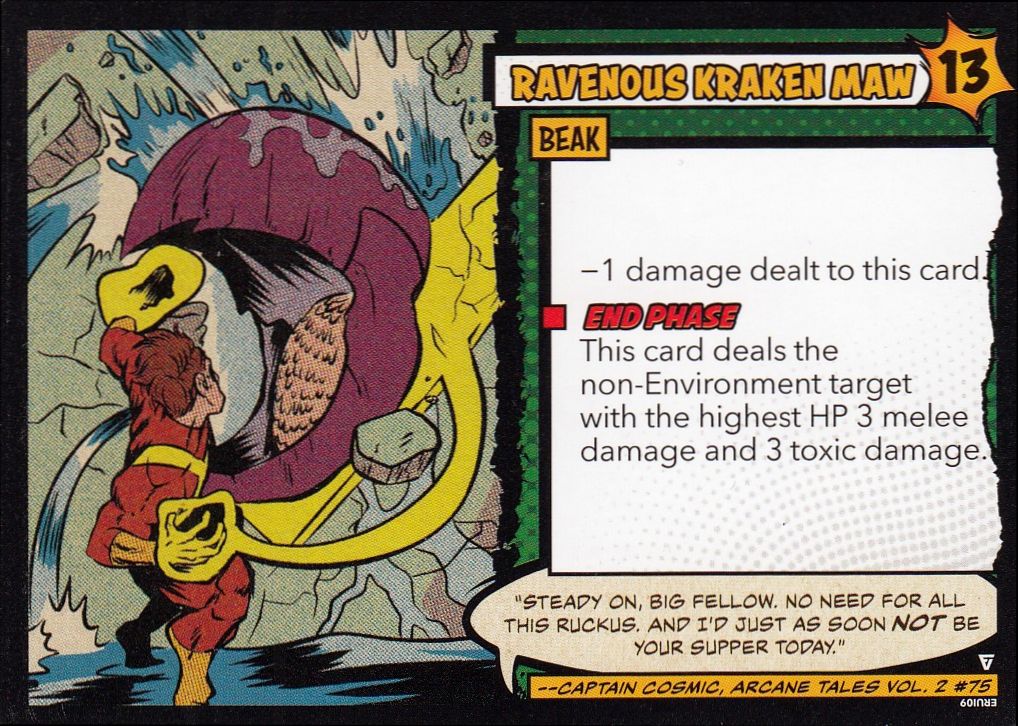 RAVENOUS KRAKEN MAW
13
BEAK
−1 damage dealt to this card.
END PHASE
This card deals the
non-Environment target
with the highest HP 3 melee
damage and 3 toxic damage.
"STEADY ON, BIG FELLOW. NO NEED FOR ALL
THIS RUCKUS. AND I'D JUST AS SOON NOT BE
YOUR SUPPER TODAY."
--CAPTAIN COSMIC, ARCANE TALES VOL. 2 #75
ERU109